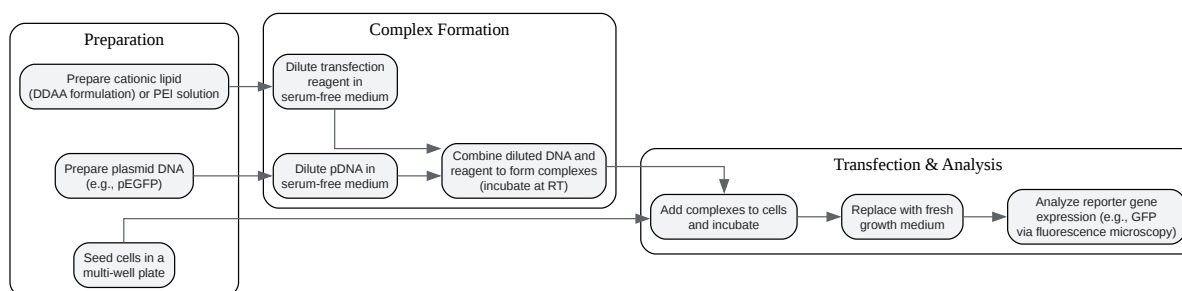 Preparation
Prepare cationic lipid
(DDAA formulation) or PEI solution
Prepare plasmid DNA
(e.g., pEGFP)
Seed cells in a
multi-well plate
Complex Formation
Dilute transfection
reagent in
serum-free medium
Dilute pDNA in
serum-free medium
Combine diluted DNA and
reagent to form complexes
(incubate at RT)
Transfection & Analysis
Add complexes to cells
and incubate
Replace with fresh
growth medium
Analyze reporter gene
expression (e.g., GFP
via fluorescence microscopy)